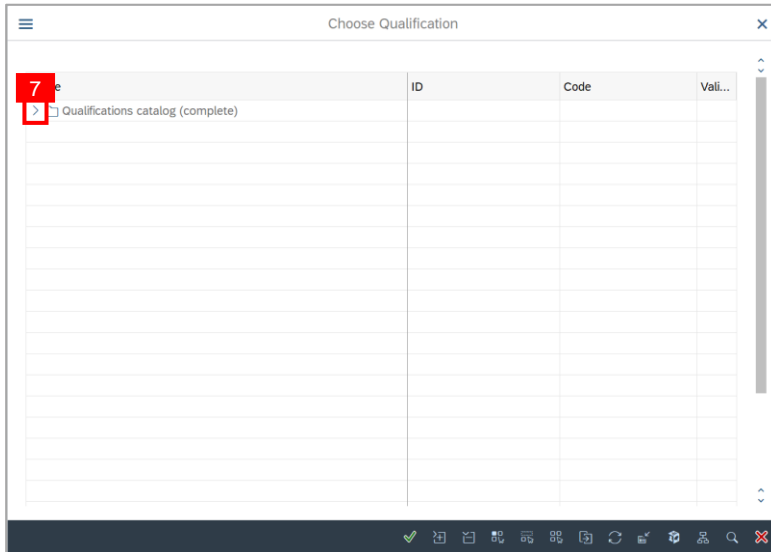 Choose Qualification
7
e ID Code Vali...
Qualifications catalog (complete)